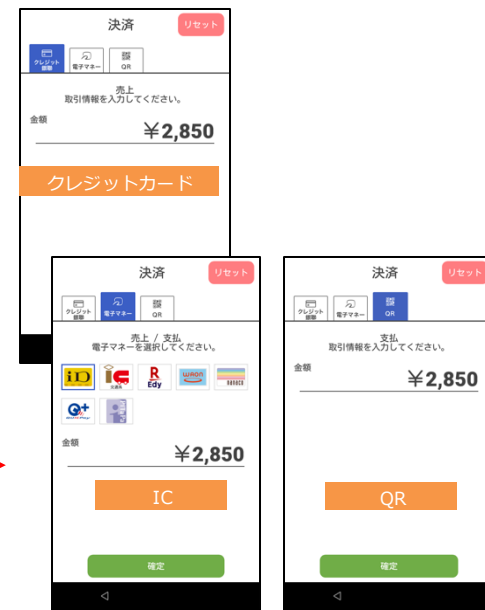 決済
リセット
クレジット
電子マネー
QR
売上
取引情報を入力してください。
金額
￥2,850
クレジットカード
決済
リセット
クレジット
電子マネー
QR
売上 / 支払
電子マネーを選択してください。
iD
R
Edy
WAON
nanaco
金額
￥2,850
IC
確定
決済
リセット
クレジット
電子マネー
QR
支払
取引情報を入力してください。
金額
￥2,850
QR
確定